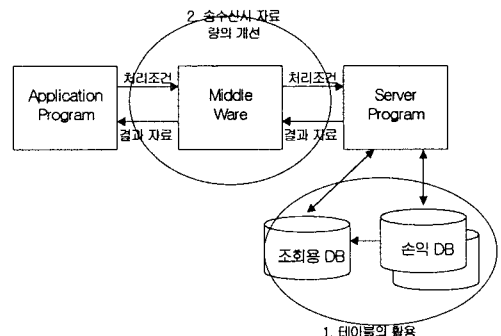 2. 송수신시 자료
량의 개선
처리조건
처리조건
Application
Program
Middle
Ware
Server
Program
결과 자료
결과 자료
조회용 DB
손익 DB
1. 테이블의 활용